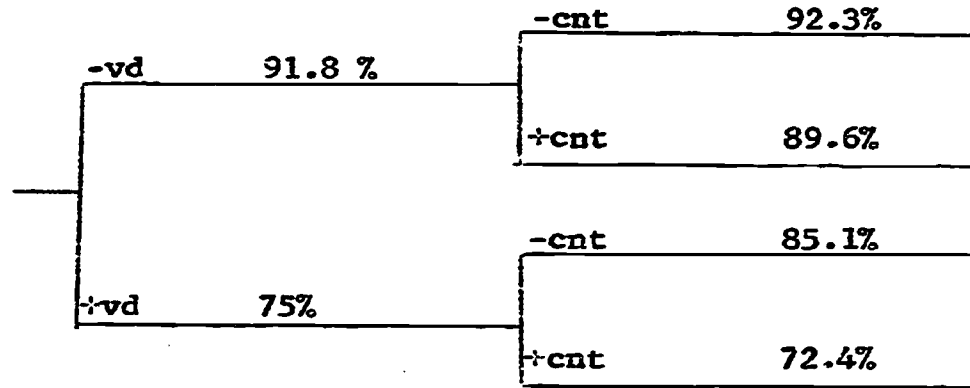 -cnt 92.3%
-vd 91.8 %
+cnt 89.6%
-cnt 85.1%
+vd 75%
+cnt 72.4%